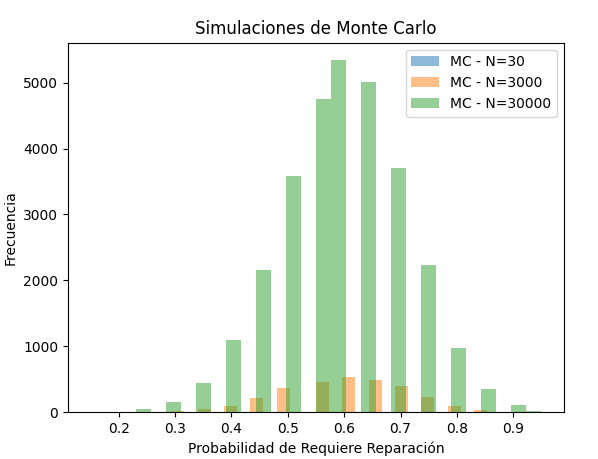 Simulaciones de Monte Carlo
MC - N=30
MC - N=3000
MC - N=30000
Frecuencia
5000
4000
3000
2000
1000
0
0.2 0.3 0.4 0.5 0.6 0.7 0.8 0.9
Probabilidad de Requiere Reparación